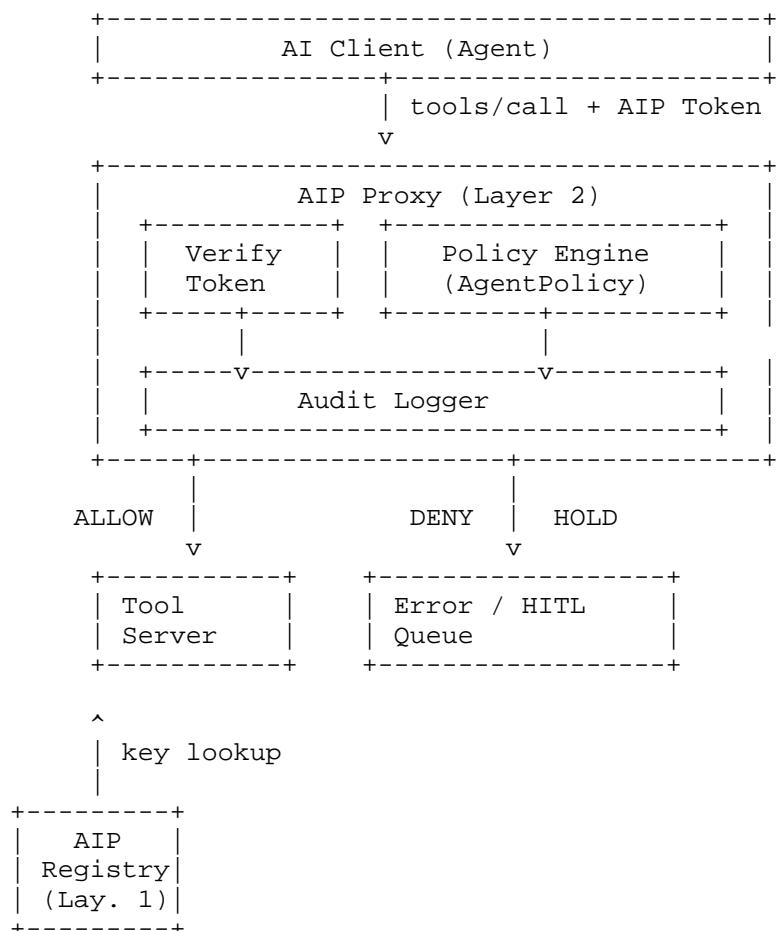 AI Client (Agent)
tools/call + AIP Token
AIP Proxy (Layer 2)
Verify Policy Engine
Token (AgentPolicy)
Audit Logger
ALLOW DENY HOLD
Tool Error / HITL
Server Queue
key lookup
AIP
Registry
(Lay. 1)